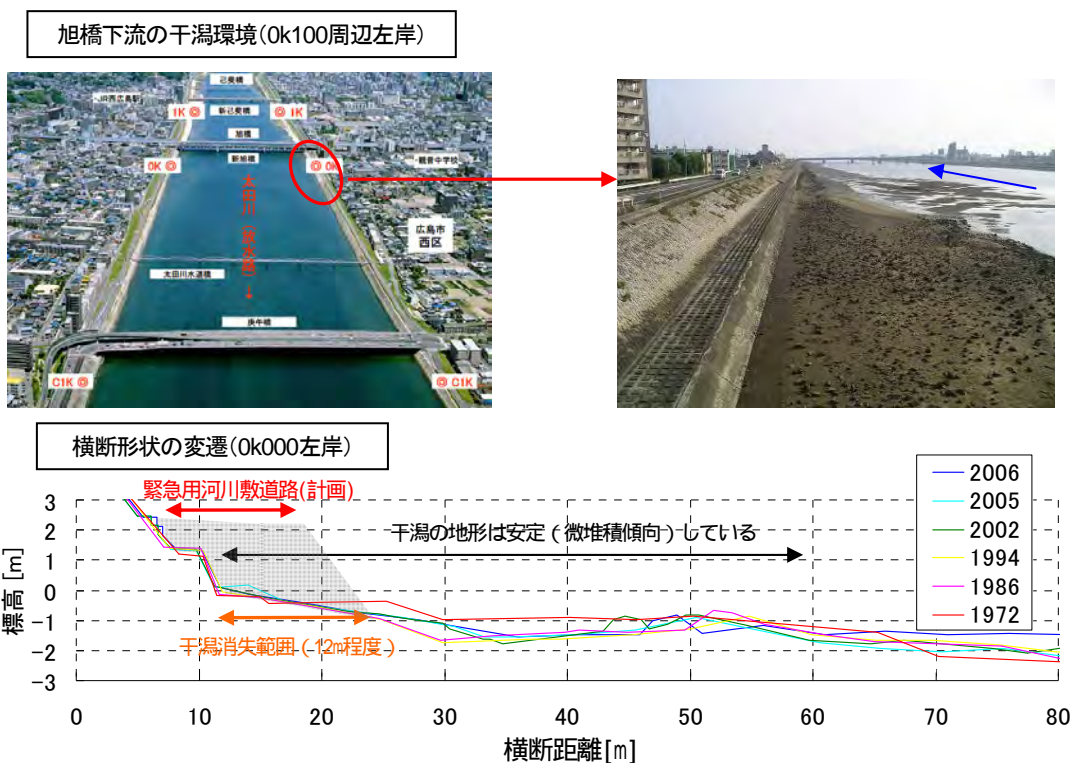 旭橋下流の干潟環境(0k100周辺左岸)
己斐橋
JR西広島駅
1K ◎
新己斐橋
◎ 1K
旭橋
0K ◎
新旭橋
◎ 0K
観音中学校
太田川(放水路)↓
広島市
西区
太田川水道橋
庚午橋
C1K ◎
◎ C1K
横断形状の変遷(0k000左岸)
緊急用河川敷道路(計画)
干潟の地形は安定(微堆積傾向)している
干潟消失範囲(12m程度)
2006
2005
2002
1994
1986
1972
標高[m]
3
2
1
0
-1
-2
-3
0 10 20 30 40 50 60 70 80
横断距離[m]